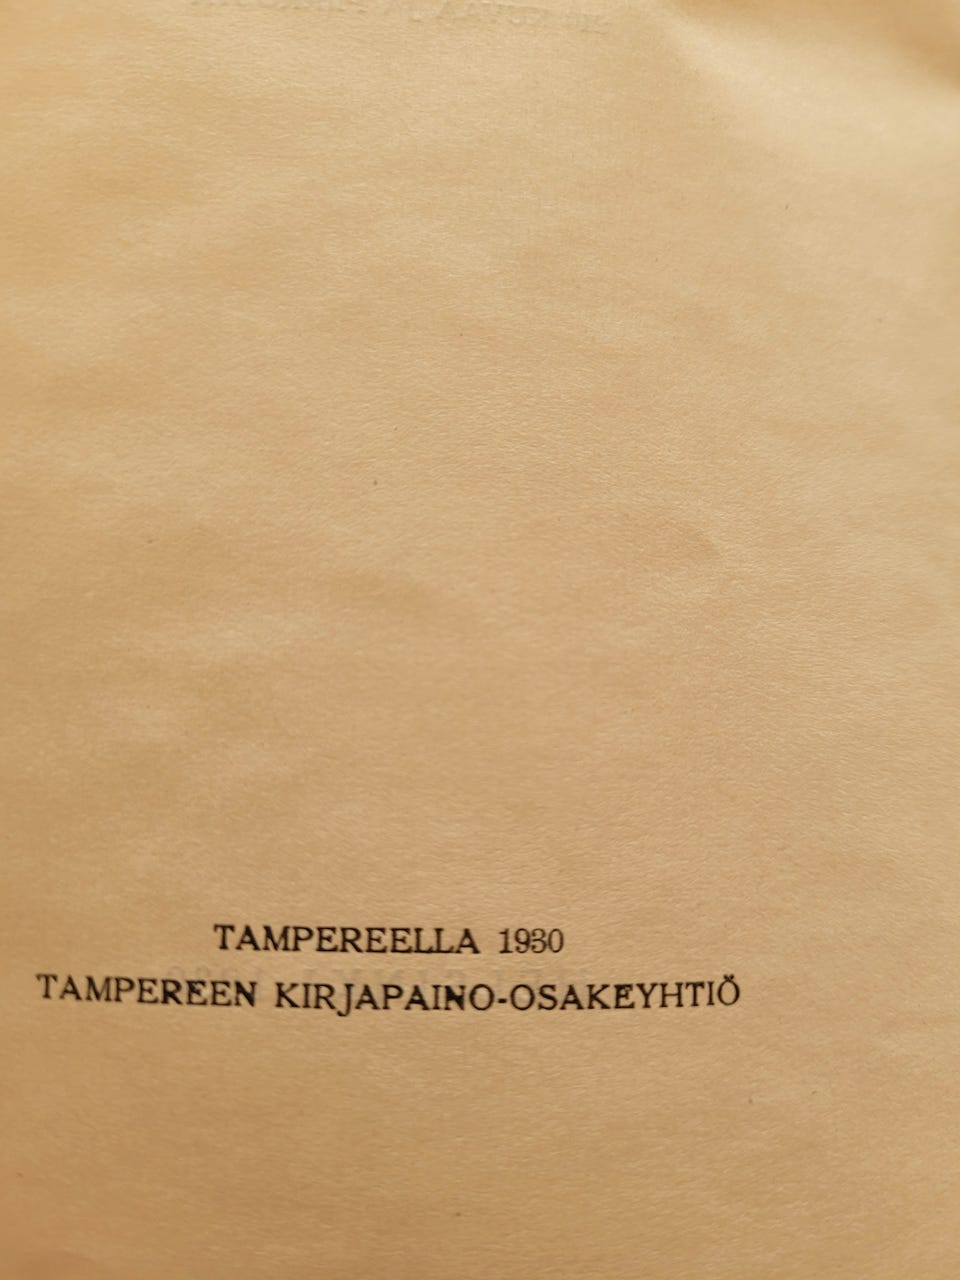 TAMPEREELLA 1930
TAMPEREEN KIRJAPAINO-OSAKEYHTIÖ